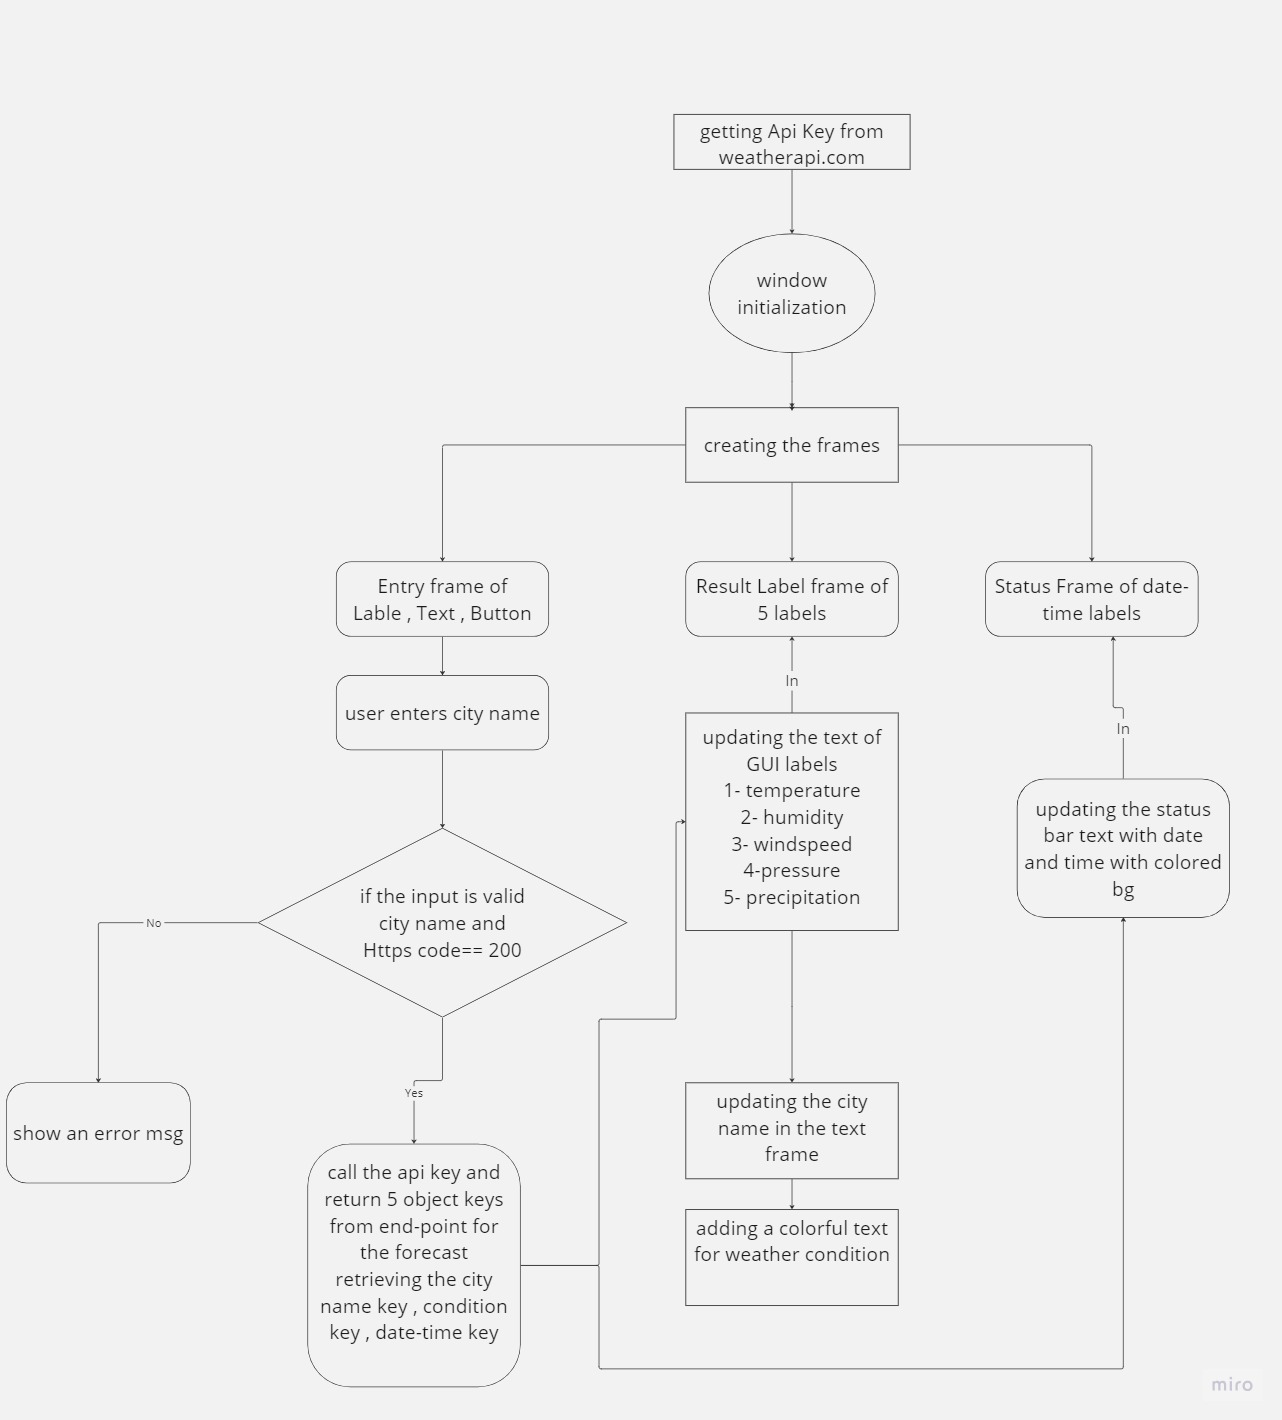 getting Api Key from
weatherapi.com
window
initialization
creating the frames
Entry frame of
Lable , Text , Button
Result Label frame of
5 labels
Status Frame of date-
time labels
In
user enters city name
In
updating the text of
GUI labels
1- temperature
2- humidity
3- windspeed
4-pressure
5- precipitation
updating the status
bar text with date
and time with colored
bg
if the input is valid
city name and
Https code== 200
No
Yes
show an error msg
updating the city
name in the text
frame
call the api key and
return 5 object keys
from end-point for
the forecast
retrieving the city
name key , condition
key , date-time key
adding a colorful text
for weather condition
miro